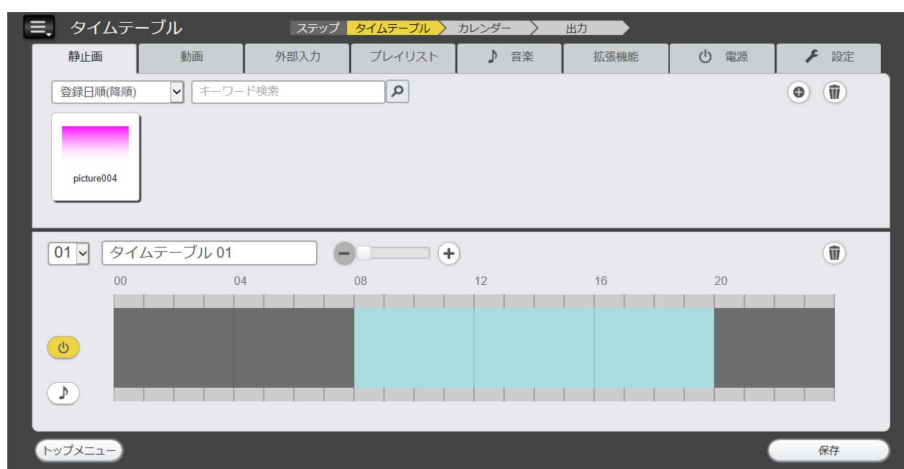 タイムテーブル ステップ タイムテーブル カレンダー 出力
静止画 動画 外部入力 プレイリスト 音楽 拡張機能 電源 設定
登録日順(降順) キーワード検索
picture004
01 タイムテーブル 01
00 04 08 12 16 20
トップメニュー 保存